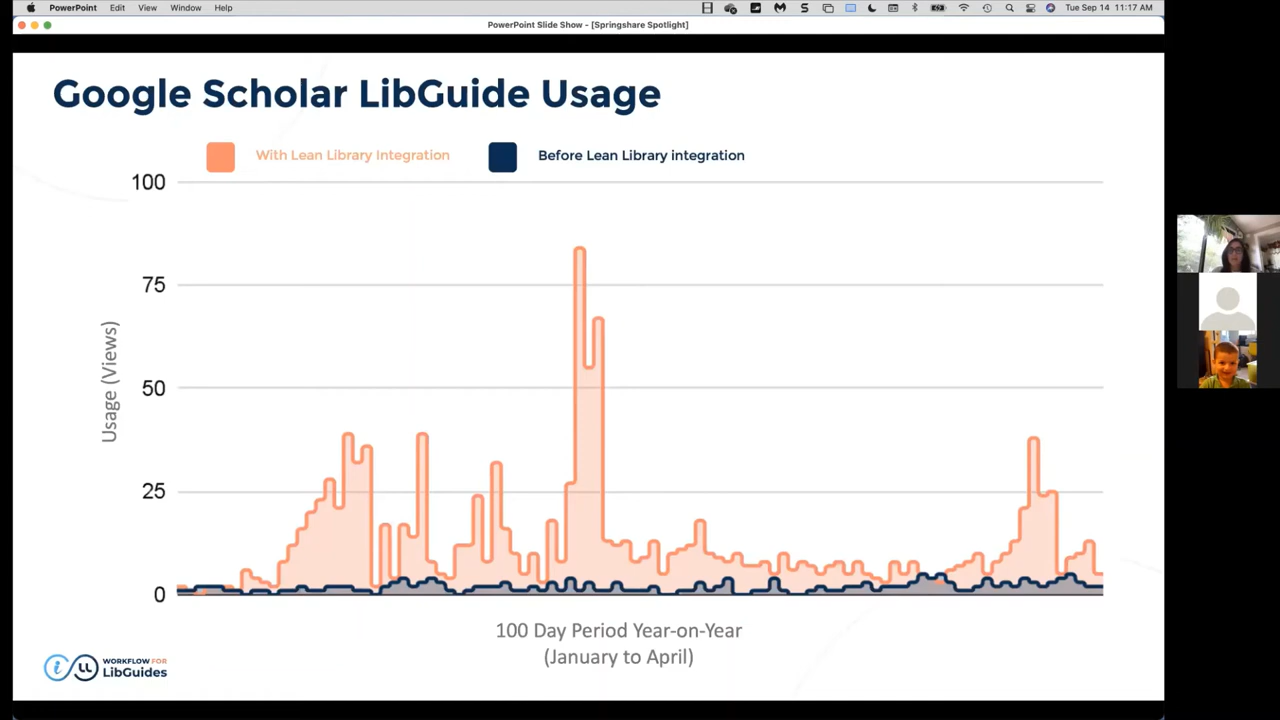 PowerPoint Edit View Window Help Tue Sep 14 11:17 AM
PowerPoint Slide Show - [Springshare Spotlight]
Google Scholar LibGuide Usage
With Lean Library Integration Before Lean Library integration
100
75
50
25
0
Usage (Views)
100 Day Period Year-on-Year
(January to April)
WORKFLOW FOR
LibGuides